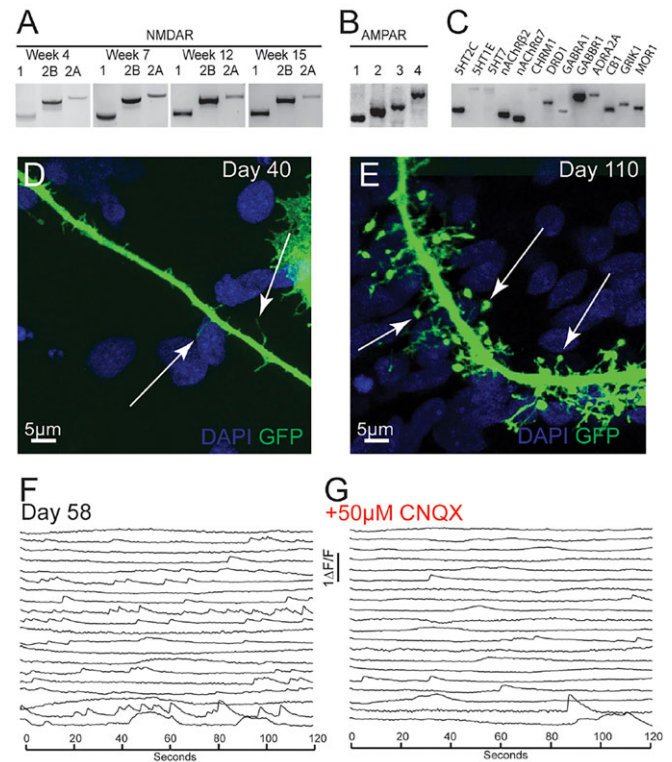 A
NMDAR
Week 4 Week 7 Week 12 Week 15
1 2B 2A 1 2B 2A 1 2B 2A 1 2B 2A
B
AMPAR
1 2 3 4
C
5HT2C 5HT1E 5HT7 nAChRβ2 nAChRα7 CHRM1 DRD1 GABRA1 GABBR1 ADRA2A CB1 GRIK1 MOR1
D
Day 40
5µm
DAPI GFP
E
Day 110
5µm
DAPI GFP
F
Day 58
0 20 40 60 80 100 120
Seconds
G
+50µM CNQX
1ΔF/F
0 20 40 60 80 100 120
Seconds